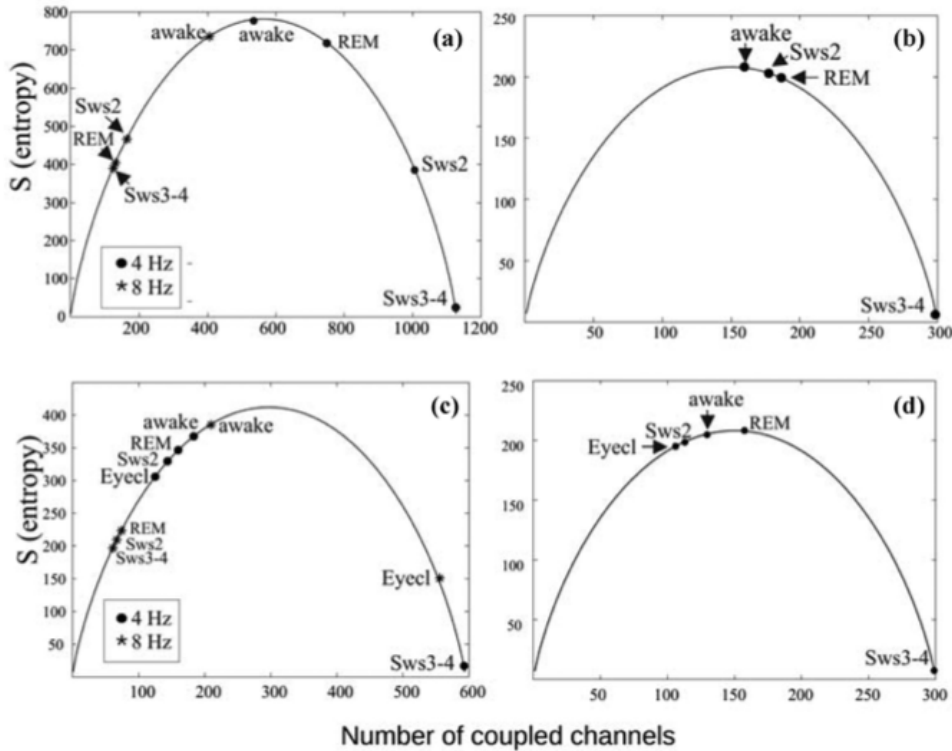 (a)
S (entropy)
800
700
600
500
400
300
200
800
0
awake
awake
REM
Sws2
REM
Sws3-4
Sws2
Sws3-4
4 Hz
8 Hz
200
400
600
800
1000
1200
(b)
250
200
150
100
50
awake
Sws2
REM
Sws3-4
50
100
150
200
250
300
(c)
S (entropy)
400
350
300
250
200
150
100
50
awake
awake
REM
Sws2
Eyecl
REM
Sws2
Sws3-4
Eyecl
Sws3-4
4 Hz
8 Hz
100
200
300
400
500
600
(d)
250
200
150
100
50
awake
REM
Sws2
Eyecl
Sws3-4
50
100
150
200
250
300
Number of coupled channels